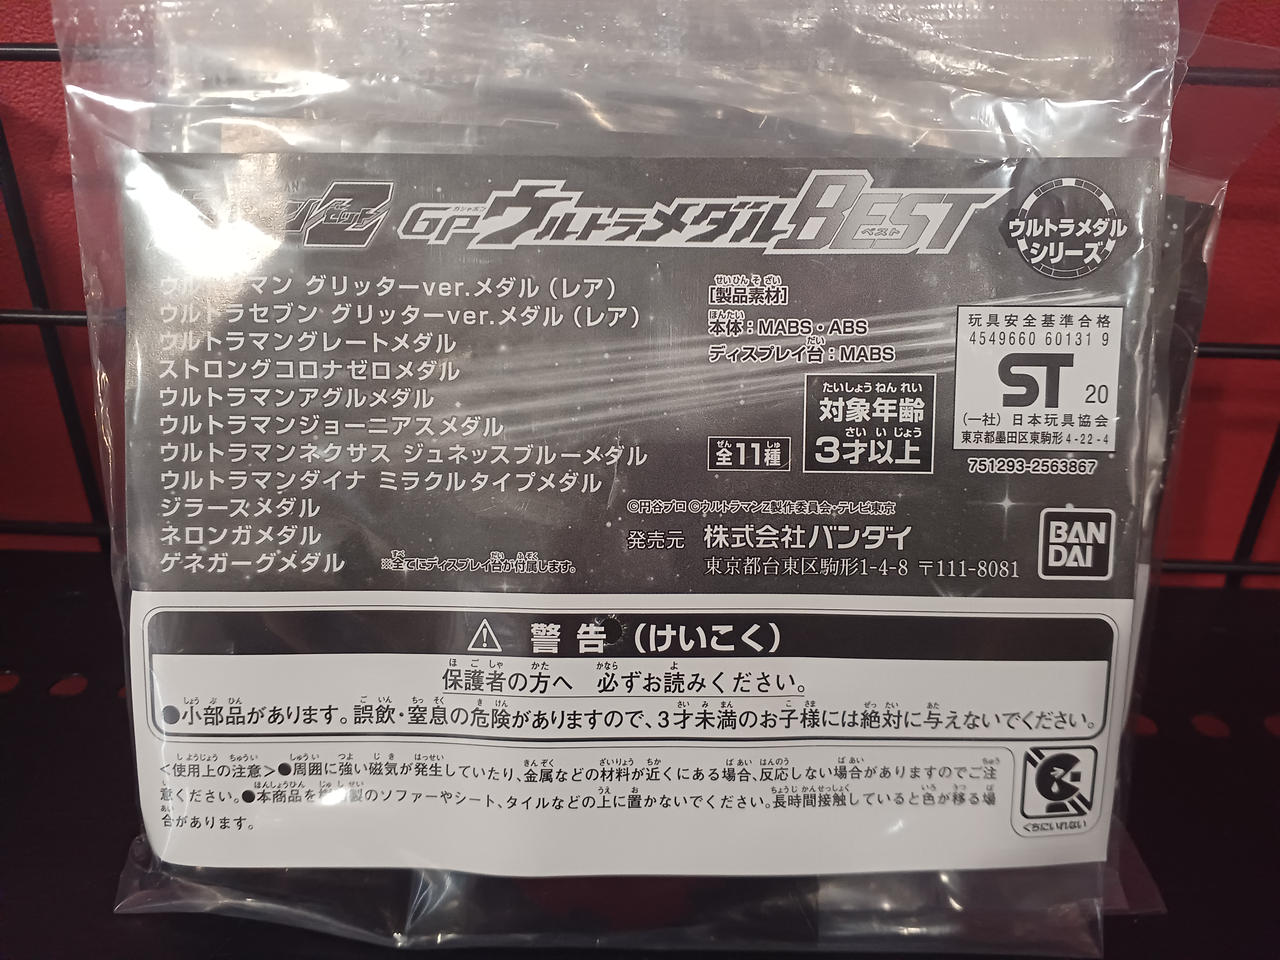 ゼット
GP ガシャポン ウルトラメダル BEST ベスト
ウルトラメダル
シリーズ
ウルトラマン グリッターver.メダル（レア）
ウルトラセブン グリッターver.メダル（レア）
ウルトラマングレートメダル
ストロングコロナゼロメダル
ウルトラマンアグルメダル
ウルトラマンジョーニアスメダル
ウルトラマンネクサス ジュネッスブルーメダル
ウルトラマンダイナ ミラクルタイプメダル
ジラースメダル
ネロンガメダル
ゲネガーグメダル
※全てにディスプレイ台が付属します。
[製品素材]
本体：MABS・ABS
ディスプレイ台：MABS
対象年齢
3才以上
全11種
玩具安全基準合格
4549660 60131 9
ST 20
(一社) 日本玩具協会
東京都墨田区東駒形4-22-4
751293-2563867
©円谷プロ ©ウルトラマンZ製作委員会・テレビ東京
発売元 株式会社バンダイ
東京都台東区駒形1-4-8 〒111-8081
BAN
DAI
警告（けいこく）
保護者の方へ 必ずお読みください。
●小部品があります。誤飲・窒息の危険がありますので、3才未満のお子様には絶対に与えないでください。
<使用上の注意>●周囲に強い磁気が発生していたり、金属などの材料が近くにある場合、反応しない場合がありますのでご注
意ください。●本商品を樹脂製のソファーやシート、タイルなどの上に置かないでください。長時間接触していると色が移る場
合があります。
くちにいれない